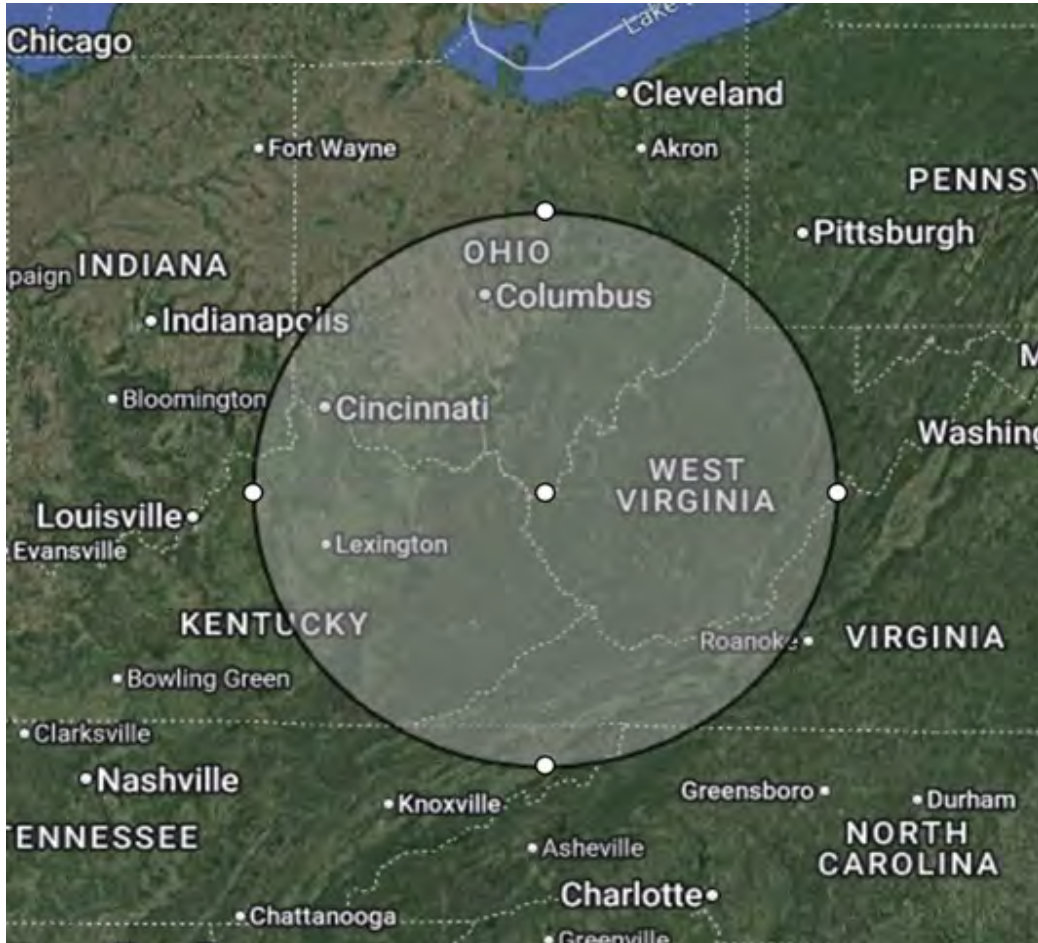 Lake
Chicago
Cleveland
Fort Wayne
Akron
PENNSY
Pittsburgh
OHIO
paign
INDIANA
Columbus
Indianapolis
M
Bloomington
Cincinnati
Washing
WEST
VIRGINIA
Louisville
Evansville
Lexington
KENTUCKY
Roanoke
VIRGINIA
Bowling Green
Clarksville
Nashville
Knoxville
Greensboro
Durham
TENNESSEE
NORTH
CAROLINA
Asheville
Charlotte
Chattanooga
Greenville